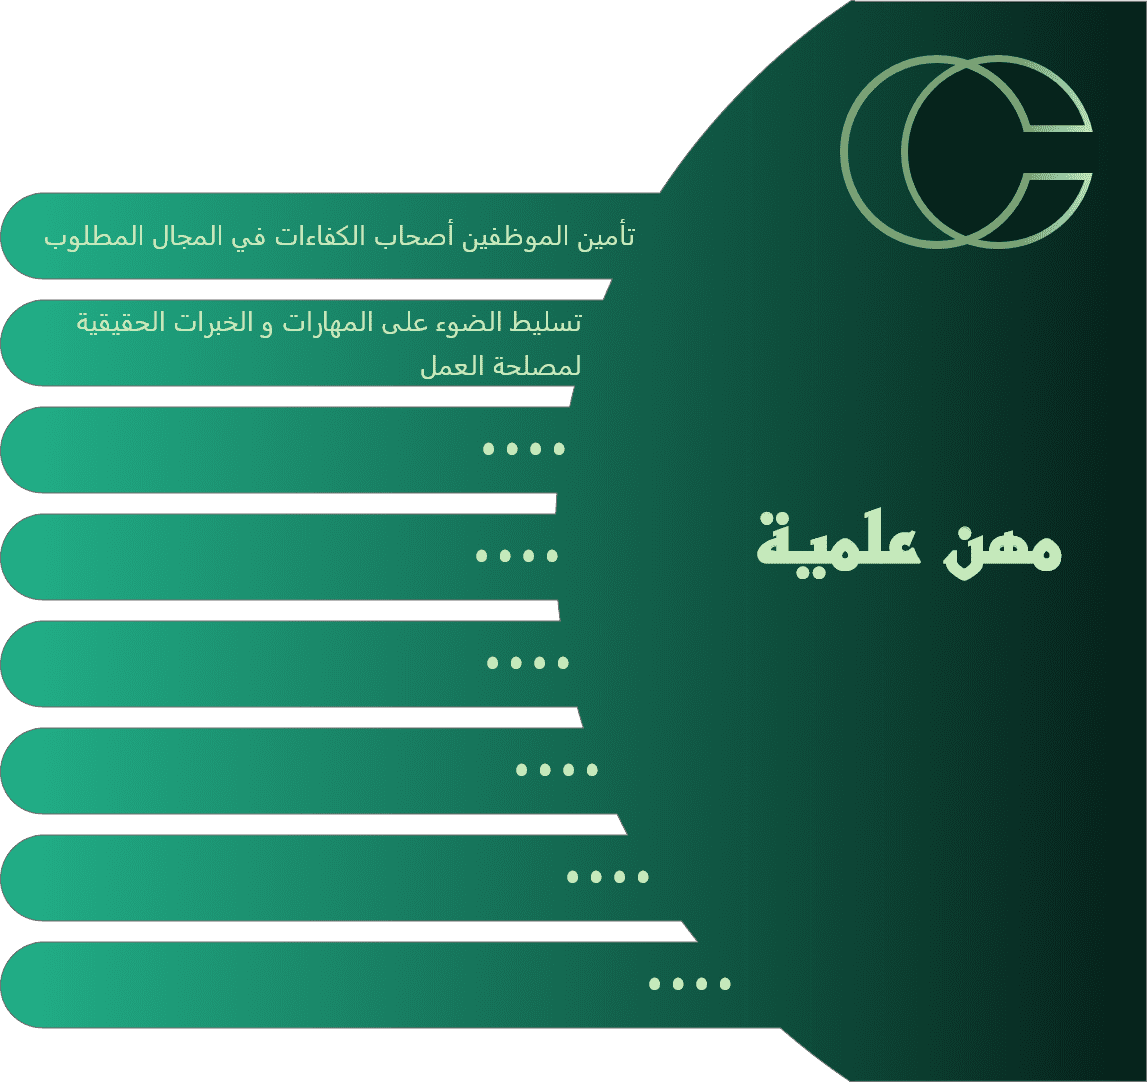 تأمين الموظفين أصحاب الكفاءات في المجال المطلوب
تسليط الضوء على المهارات و الخبرات الحقيقية
لمصلحة العمل
••••
••••
مهن علمية
••••
••••
••••
••••